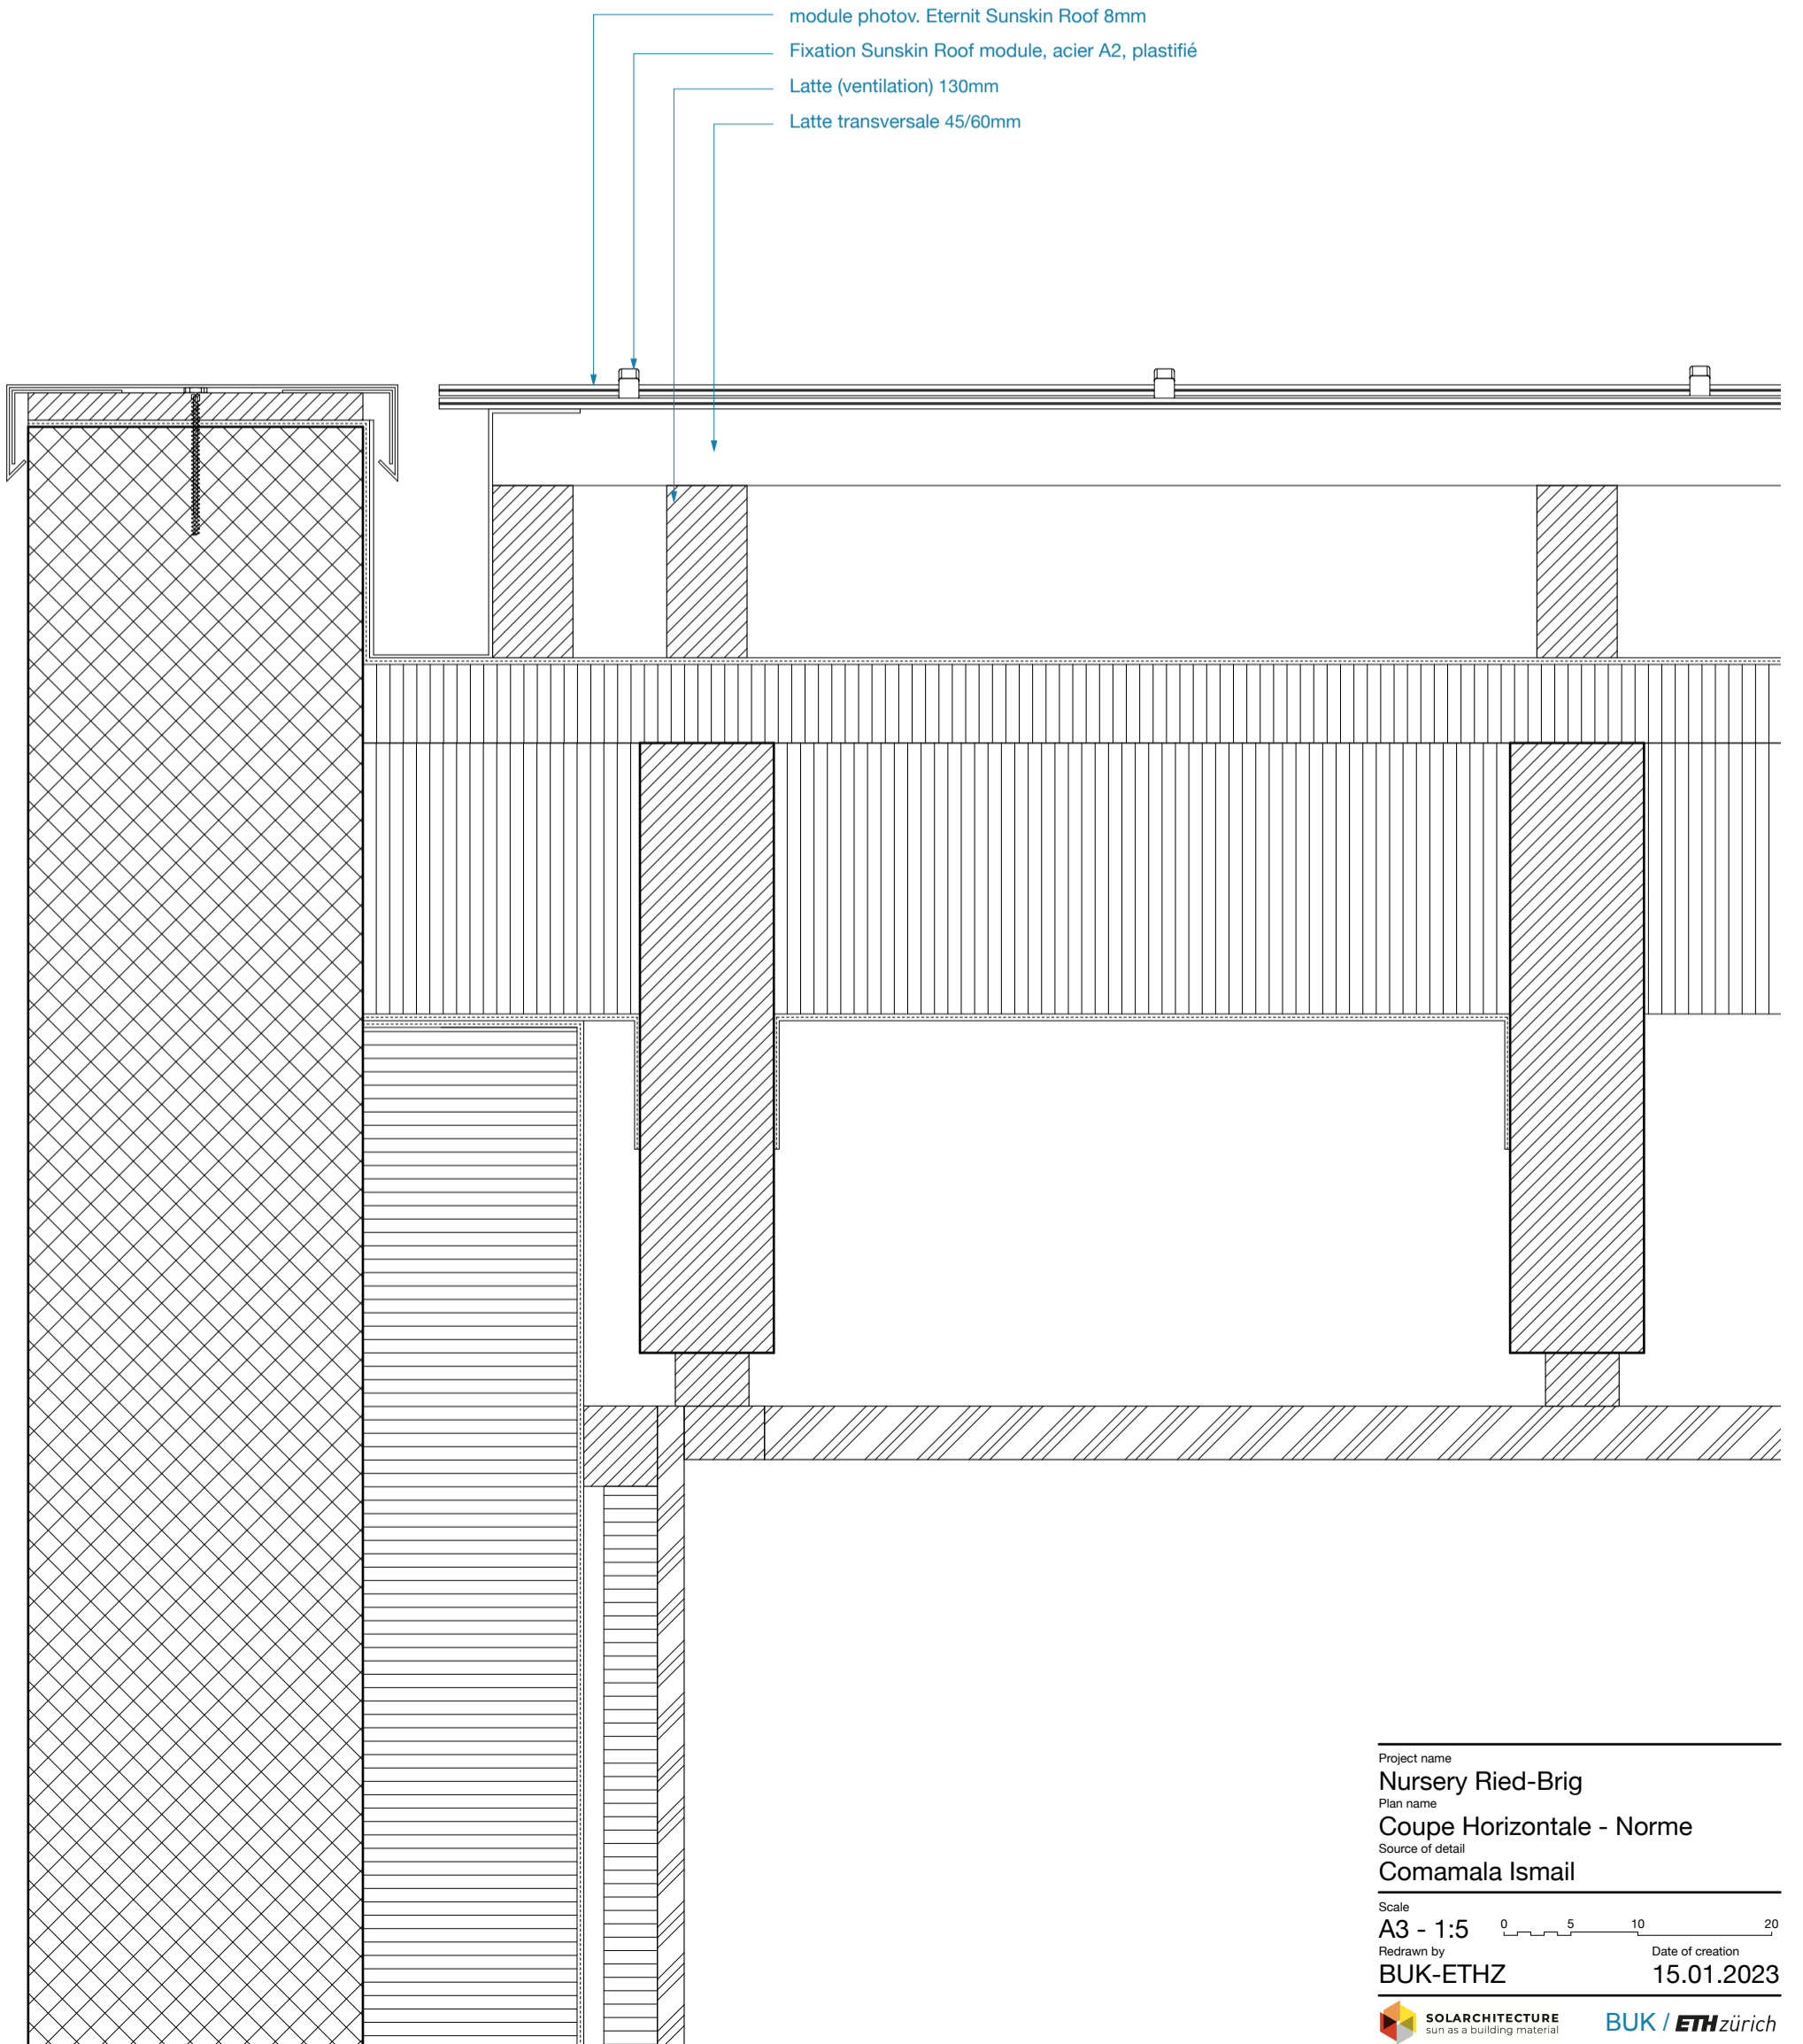 module photov. Eternit Sunskin Roof 8mm
Fixation Sunskin Roof module, acier A2, plastifié
Latte (ventilation) 130mm
Latte transversale 45/60mm
Project name
Nursery Ried-Brig
Plan name
Coupe Horizontale - Norme
Source of detail
Comamala Ismail
Scale
A3 - 1:5
0 5 10 20
Redrawn by
BUK-ETHZ
Date of creation
15.01.2023
SOLARCHITECTURE
sun as a building material
BUK / ETH zürich